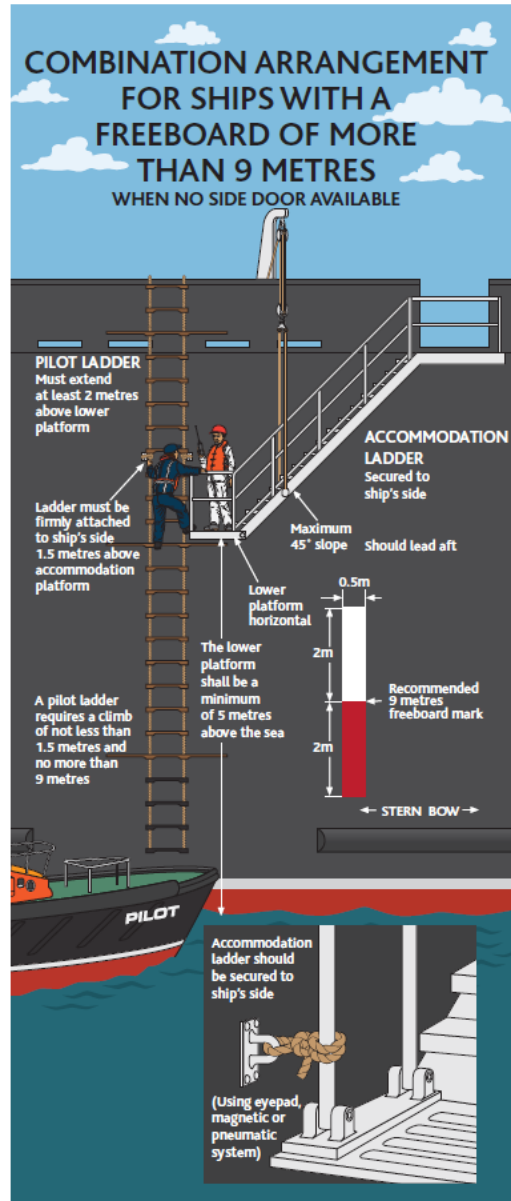 COMBINATION ARRANGEMENT
FOR SHIPS WITH A
FREEBOARD OF MORE
THAN 9 METRES
WHEN NO SIDE DOOR AVAILABLE
PILOT LADDER
Must extend
at least 2 metres
above lower
platform
ACCOMMODATION
LADDER
Secured to
ship's side
Ladder must be
firmly attached
to ship's side
1.5 metres above
accommodation
platform
Maximum
45˚ slope
Should lead aft
Lower
platform
horizontal
0.5m
2m
The lower
platform
shall be a
minimum
of 5 metres
above the sea
Recommended
9 metres
freeboard mark
A pilot ladder
requires a climb
of not less than
1.5 metres and
no more than
9 metres
2m
STERN BOW
PILOT
Accommodation
ladder should
be secured to
ship's side
(Using eyepad,
magnetic or
pneumatic
system)